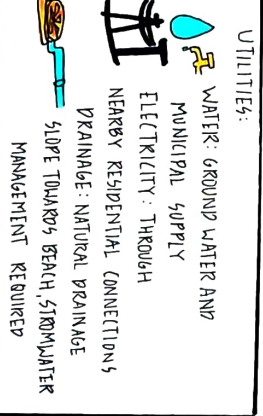 UTILITIES:
WATER: GROUND WATER AND
MUNICIPAL SUPPLY
ELECTRICITY: THROUGH
NEARBY RESIDENTIAL CONNECTIONS
DRAINAGE: NATURAL DRAINAGE
SLOPE TOWARDS BEACH, STROMWATER
MANAGEMENT REQUIRED